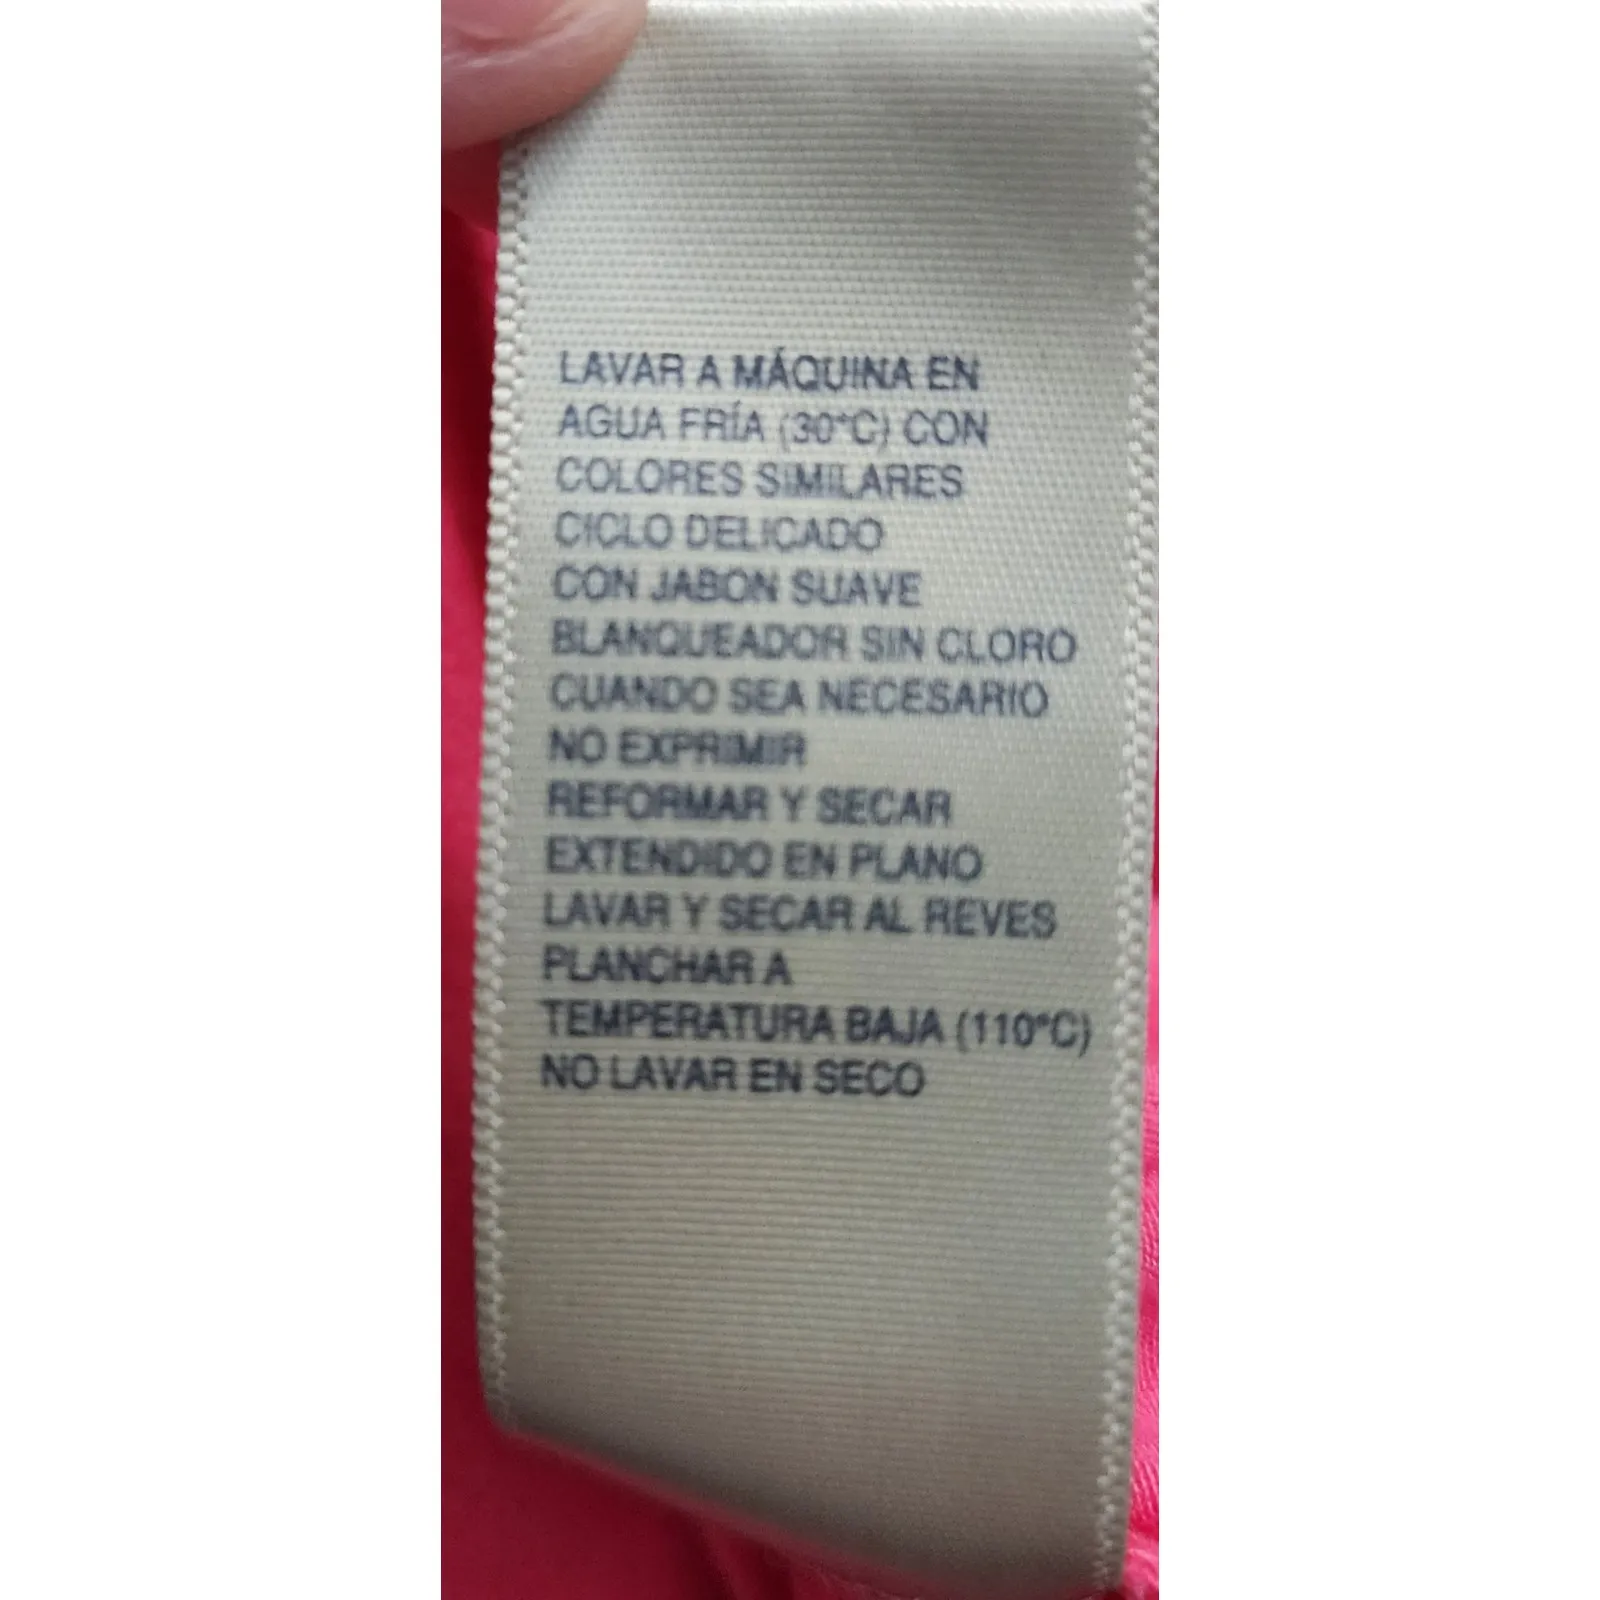 LAVAR A MÁQUINA EN
AGUA FRÍA (30°C) CON
COLORES SIMILARES
CICLO DELICADO
CON JABON SUAVE
BLANQUEADOR SIN CLORO
CUANDO SEA NECESARIO
NO EXPRIMIR
REFORMAR Y SECAR
EXTENDIDO EN PLANO
LAVAR Y SECAR AL REVES
PLANCHAR A
TEMPERATURA BAJA (110°C)
NO LAVAR EN SECO